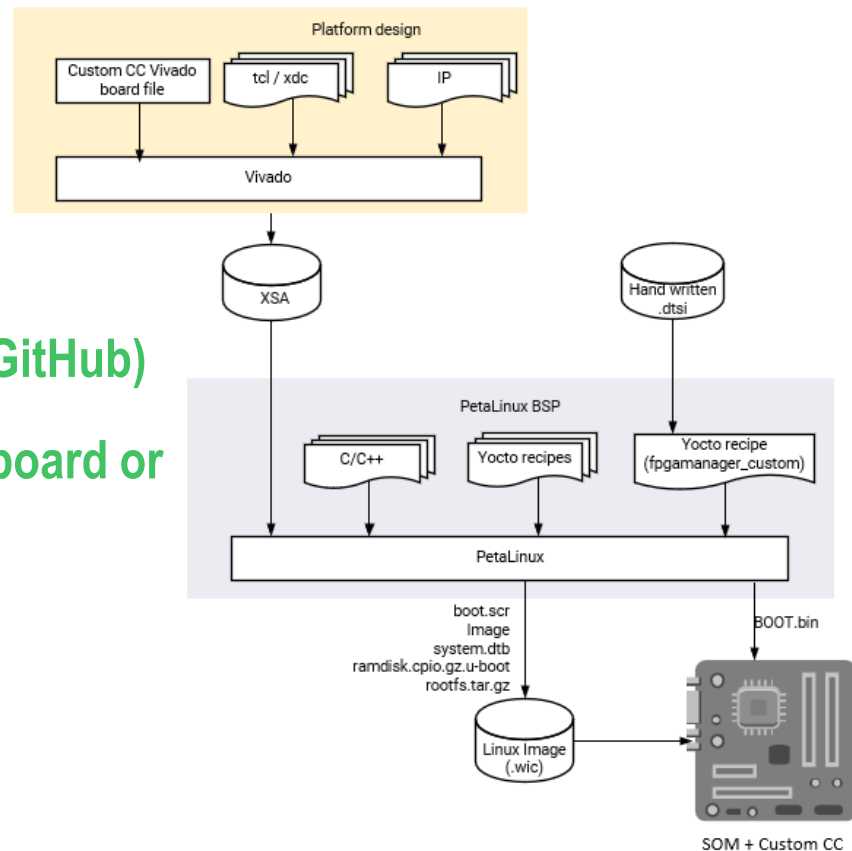 Platform design
Custom CC Vivado
board file
tcl / xdc
IP
Vivado
XSA
Hand written
.dtsi
GitHub)
board or
PetaLinux BSP
C/C++
Yocto recipes
Yocto recipe
(fpgamanager_custom)
PetaLinux
boot.scr
Image
system.dtb
ramdisk.cpio.gz.u-boot
rootfs.tar.gz
BOOT.bin
Linux Image
(.wic)
SOM + Custom CC